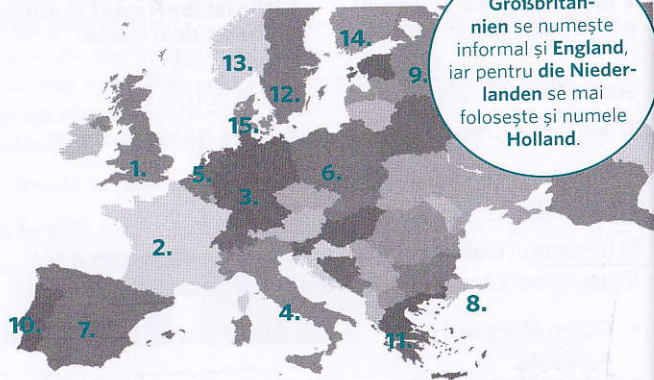 Großbritan-
nien se numește
informal și England,
iar pentru die Nieder-
landen se mai
folosește și numele
Holland.
14.
13.
9.
12.
15.
1.
5.
6.
3.
2.
8.
4.
10.
7.
11.